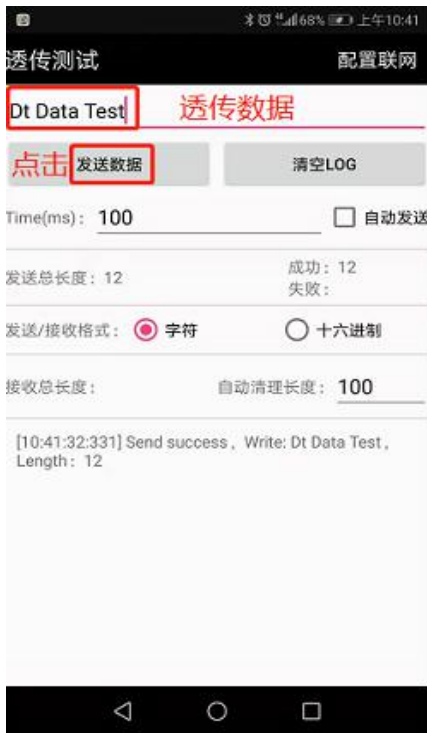 68% 上午10:41
透传测试 配置联网
Dt Data Test 透传数据
点击 发送数据 清空LOG
Time(ms): 100 自动发送
发送总长度: 12 成功: 12
失败:
发送/接收格式: 字符 十六进制
接收总长度: 自动清理长度: 100
[10:41:32:331] Send success, Write: Dt Data Test,
Length: 12